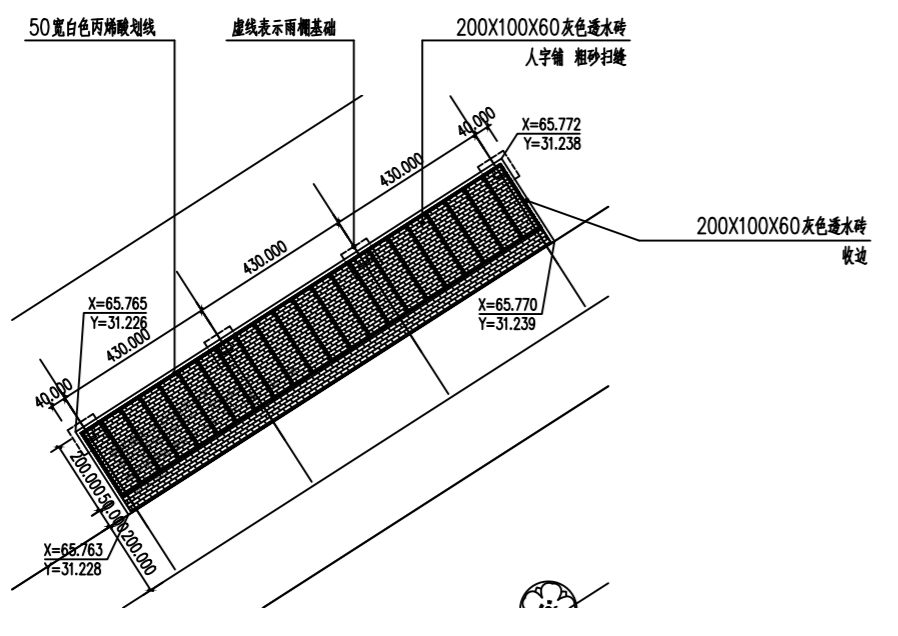 50宽白色丙烯酸划线
虚线表示雨棚基础
200X100X60灰色透水砖
人字铺 粗砂扫缝
40.000
X=65.772
Y=31.238
430.000
200X100X60灰色透水砖
收边
430.000
X=65.765
Y=31.226
X=65.770
Y=31.239
430.000
40.000
200.000
50.000
200.000
X=65.763
Y=31.228